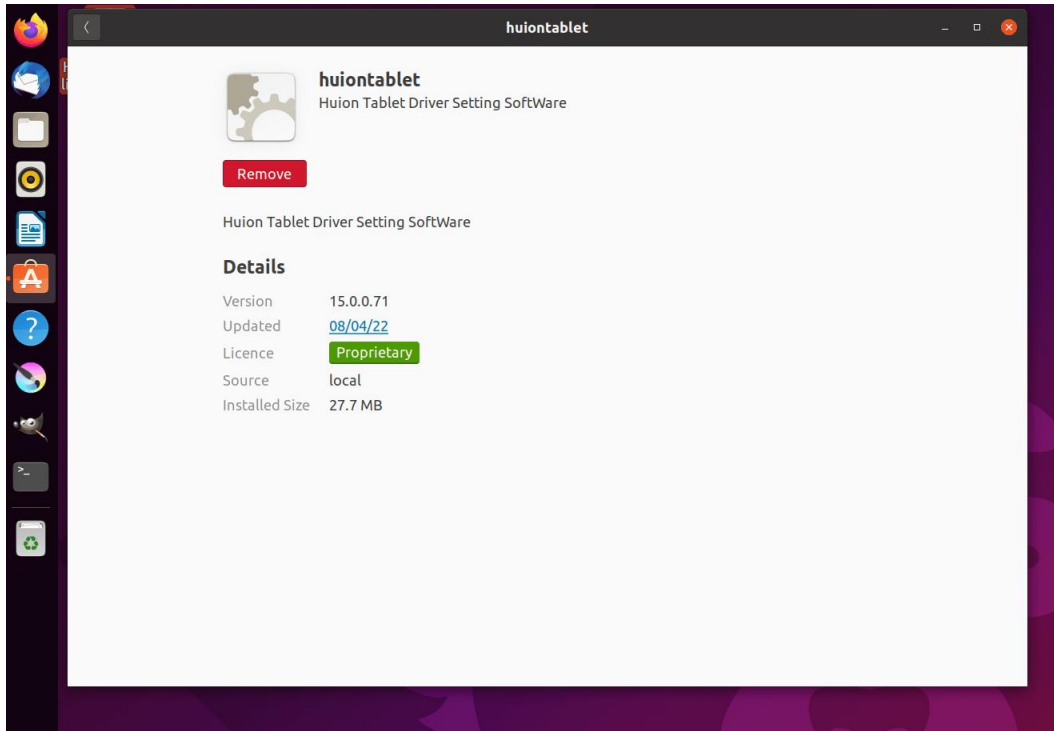 huiontablet
huiontablet
Huion Tablet Driver Setting SoftWare
Remove
Huion Tablet Driver Setting SoftWare
Details
Version 15.0.0.71
Updated 08/04/22
Licence Proprietary
Source local
Installed Size 27.7 MB